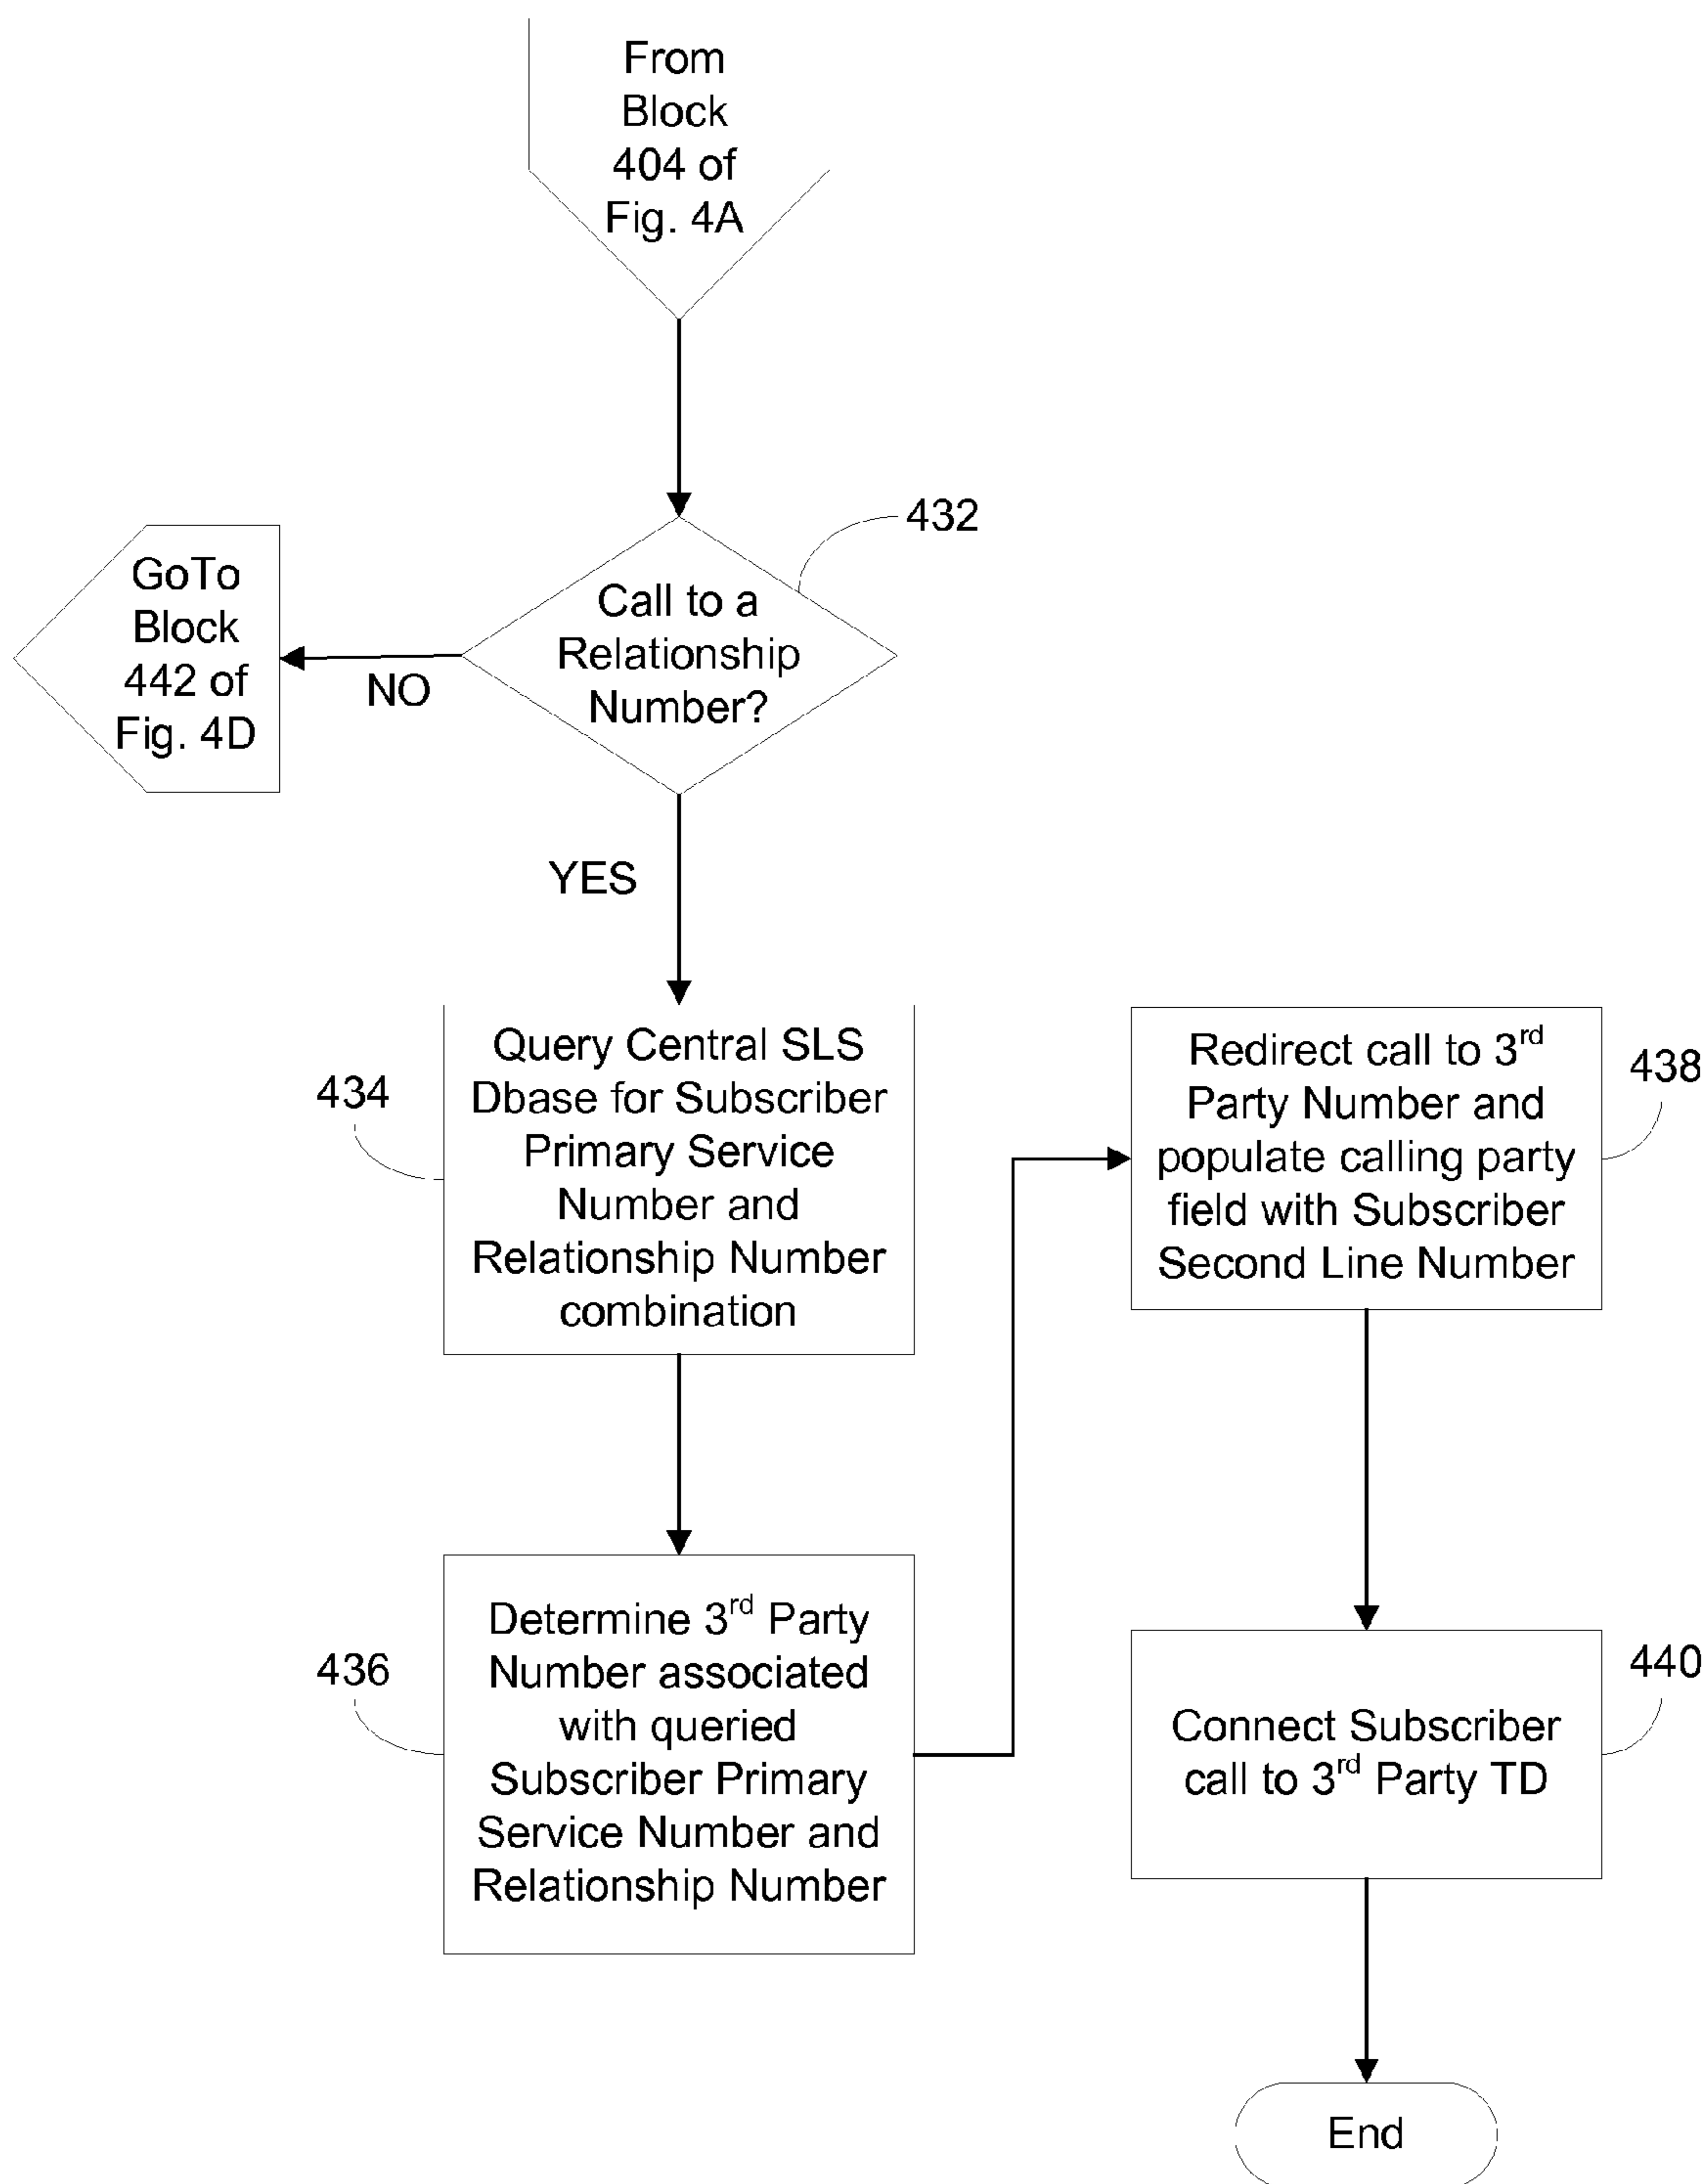 From
Block
404 of
Fig. 4A
432
Call to a
Relationship
Number?
GoTo
Block
442 of
Fig. 4D
NO
YES
434
Query Central SLS
Dbase for Subscriber
Primary Service
Number and
Relationship Number
combination
436
Determine 3rd Party
Number associated
with queried
Subscriber Primary
Service Number and
Relationship Number
438
Redirect call to 3rd
Party Number and
populate calling party
field with Subscriber
Second Line Number
440
Connect Subscriber
call to 3rd Party TD
End